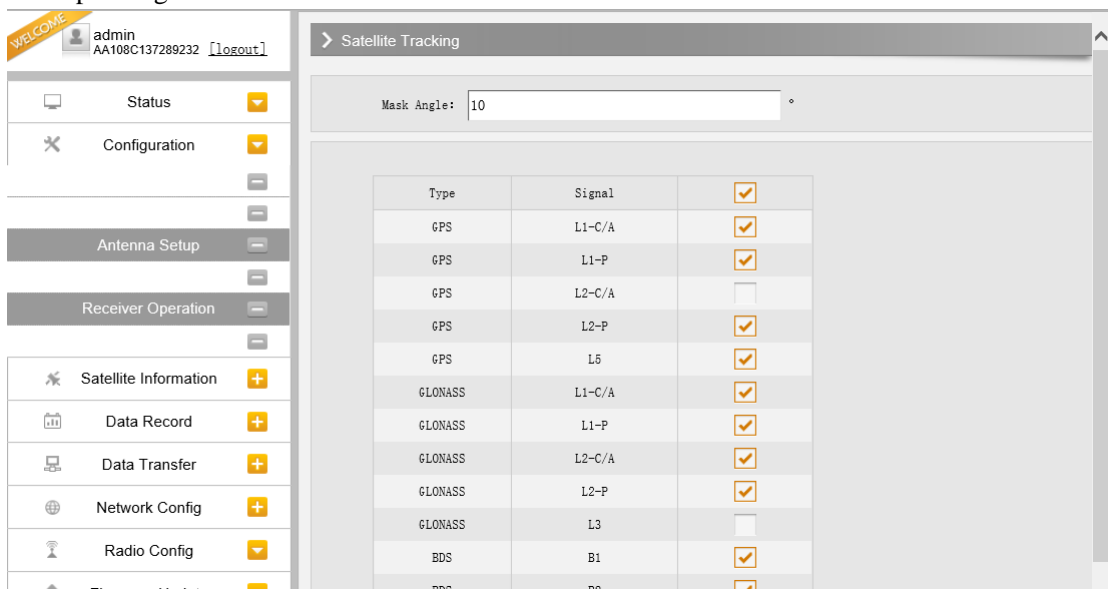 WELCOME
admin
AA108C137289232 [logout]
Status
Configuration
Antenna Setup
Receiver Operation
Satellite Information
Data Record
Data Transfer
Network Config
Radio Config
Satellite Tracking
Mask Angle: 10 °
Type Signal
GPS L1-C/A
GPS L1-P
GPS L2-C/A
GPS L2-P
GPS L5
GLONASS L1-C/A
GLONASS L1-P
GLONASS L2-C/A
GLONASS L2-P
GLONASS L3
BDS B1